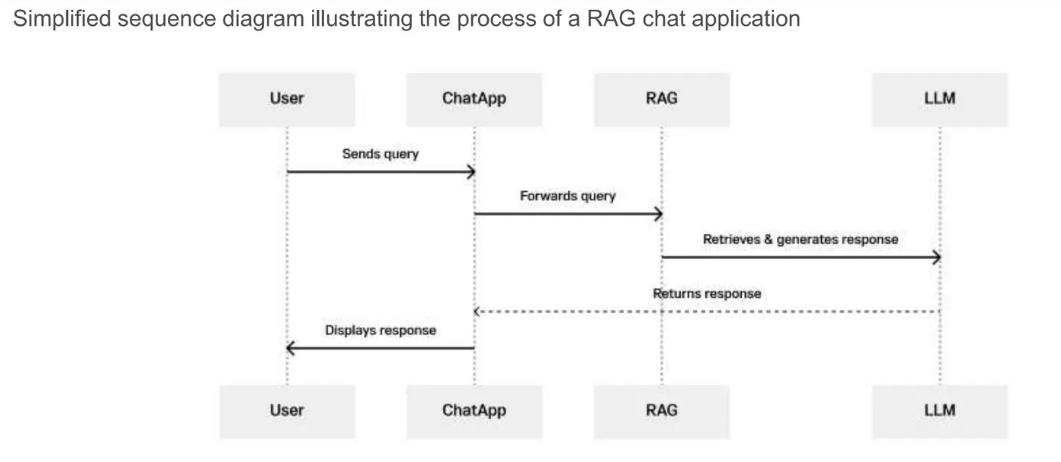 Simplified sequence diagram illustrating the process of a RAG chat application
User ChatApp RAG LLM
Sends query
Forwards query
Retrieves & generates response
Returns response
Displays response
User ChatApp RAG LLM